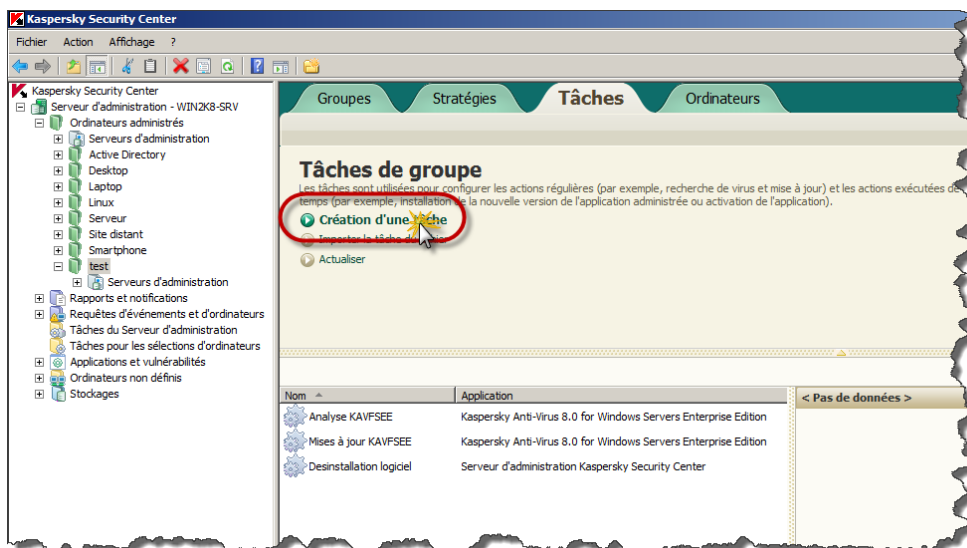 Kaspersky Security Center
Fichier Action Affichage ?
Kaspersky Security Center
Serveur d'administration - WIN2K8-SRV
Ordinateurs administrés
Serveurs d'administration
Active Directory
Desktop
Laptop
Linux
Serveur
Site distant
Smartphone
test
Serveurs d'administration
Rapports et notifications
Requêtes d'événements et d'ordinateurs
Tâches du Serveur d'administration
Tâches pour les sélections d'ordinateurs
Applications et vulnérabilités
Ordinateurs non définis
Stockages
Groupes Stratégies Tâches Ordinateurs
Tâches de groupe
Les tâches sont utilisées pour configurer les actions régulières (par exemple, recherche de virus et mise à jour) et les actions exécutées de
temps (par exemple, installation de la nouvelle version de l'application administrée ou activation de l'application).
Création d'une tâche
Importer la tâche
Actualiser
Nom Application
Analyse KAVFSEE Kaspersky Anti-Virus 8.0 for Windows Servers Enterprise Edition
Mises à jour KAVFSEE Kaspersky Anti-Virus 8.0 for Windows Servers Enterprise Edition
Desinstallation logiciel Serveur d'administration Kaspersky Security Center
< Pas de données >